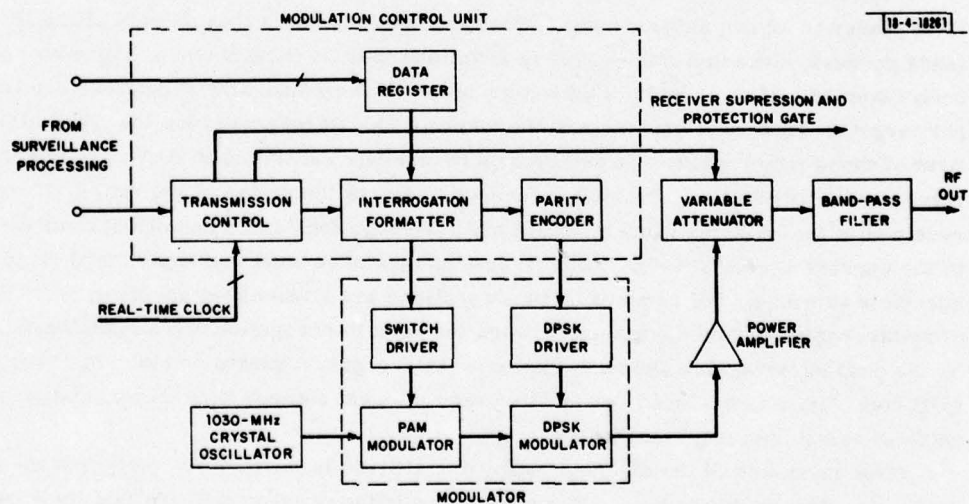 MODULATION CONTROL UNIT
18-4-18261
DATA
REGISTER
RECEIVER SUPRESSION AND
PROTECTION GATE
FROM
SURVEILLANCE
PROCESSING
TRANSMISSION
CONTROL
INTERROGATION
FORMATTER
PARITY
ENCODER
VARIABLE
ATTENUATOR
BAND-PASS
FILTER
RF
OUT
REAL-TIME CLOCK
SWITCH
DRIVER
DPSK
DRIVER
POWER
AMPLIFIER
1030-MHz
CRYSTAL
OSCILLATOR
PAM
MODULATOR
DPSK
MODULATOR
MODULATOR